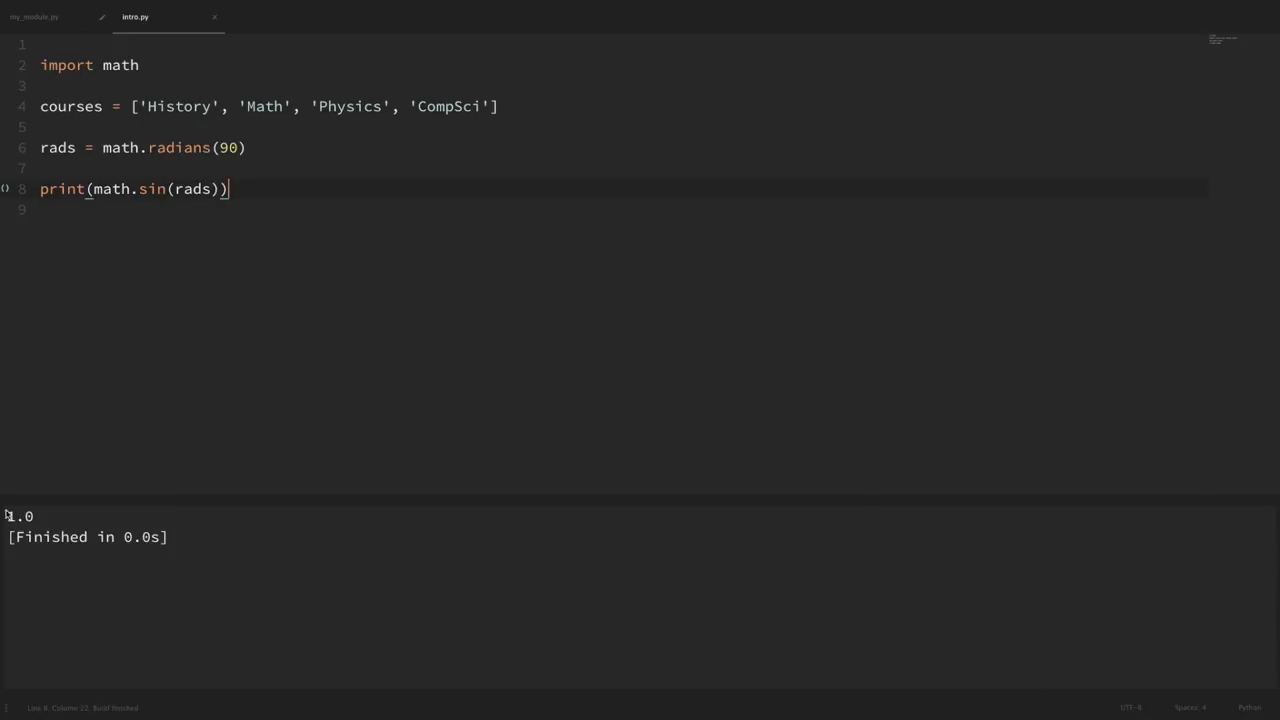 my_module.py intro.py ×
1
2 import math
3
4 courses = ['History', 'Math', 'Physics', 'CompSci']
5
6 rads = math.radians(90)
7
() 8 print(math.sin(rads))
9
1.0
[Finished in 0.0s]
Line 8, Column 22, Build finished UTF-8 Spaces: 4 Python